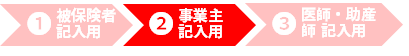 1 被保険者
記入用
2 事業主
記入用
3 医師・助産
師 記入用